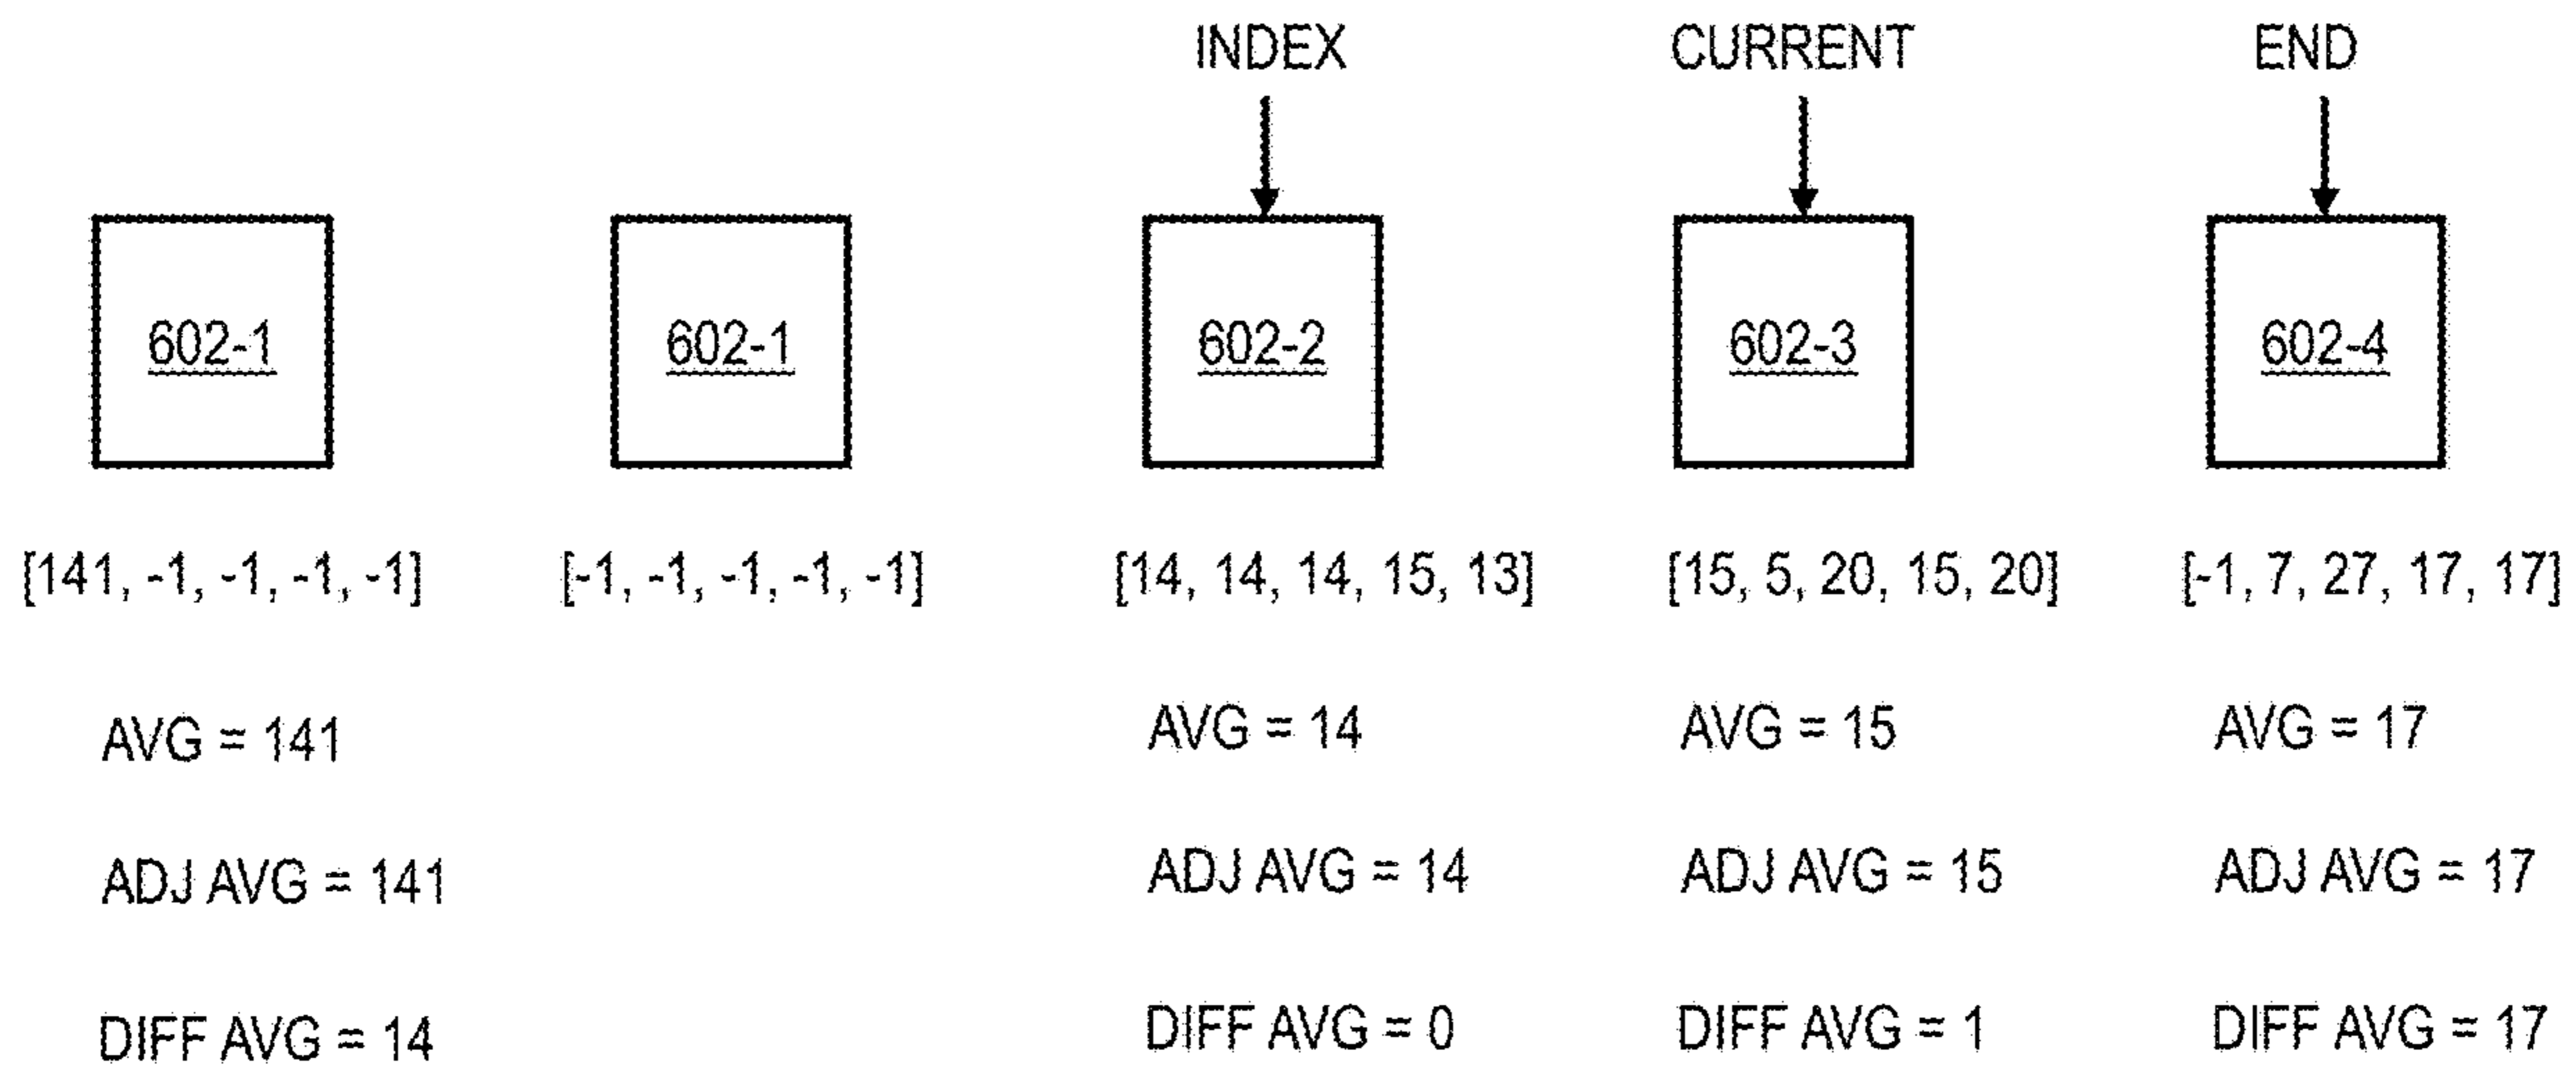 INDEX CURRENT END
602-1 602-1 602-2 602-3 602-4
[141, -1, -1, -1, -1] [-1, -1, -1, -1, -1] [14, 14, 14, 15, 13] [15, 5, 20, 15, 20] [-1, 7, 27, 17, 17]
AVG = 141 AVG = 14 AVG = 15 AVG = 17
ADJ AVG = 141 ADJ AVG = 14 ADJ AVG = 15 ADJ AVG = 17
DIFF AVG = 14 DIFF AVG = 0 DIFF AVG = 1 DIFF AVG = 17